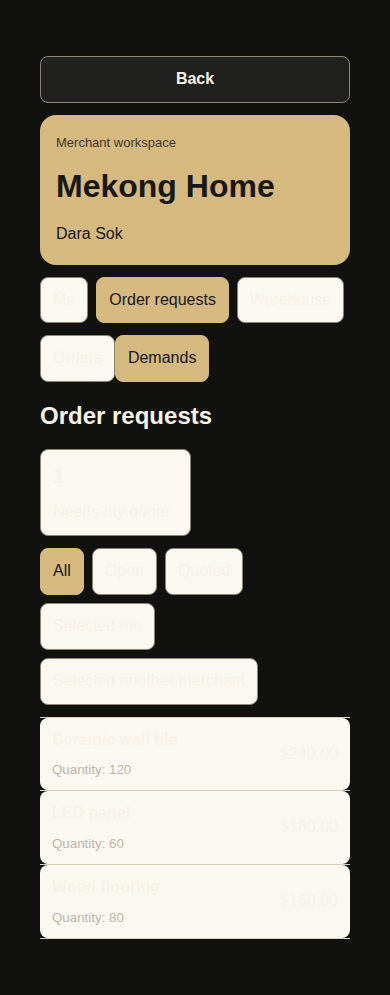 Back
Merchant workspace
Mekong Home
Dara Sok
Me
Order requests
Warehouse
Orders
Demands
Order requests
1
Needs my quote
All
Open
Quoted
Selected me
Selected another merchant
Ceramic wall tile
$240.00
Quantity: 120
LED panel
$180.00
Quantity: 60
Wood flooring
$160.00
Quantity: 80